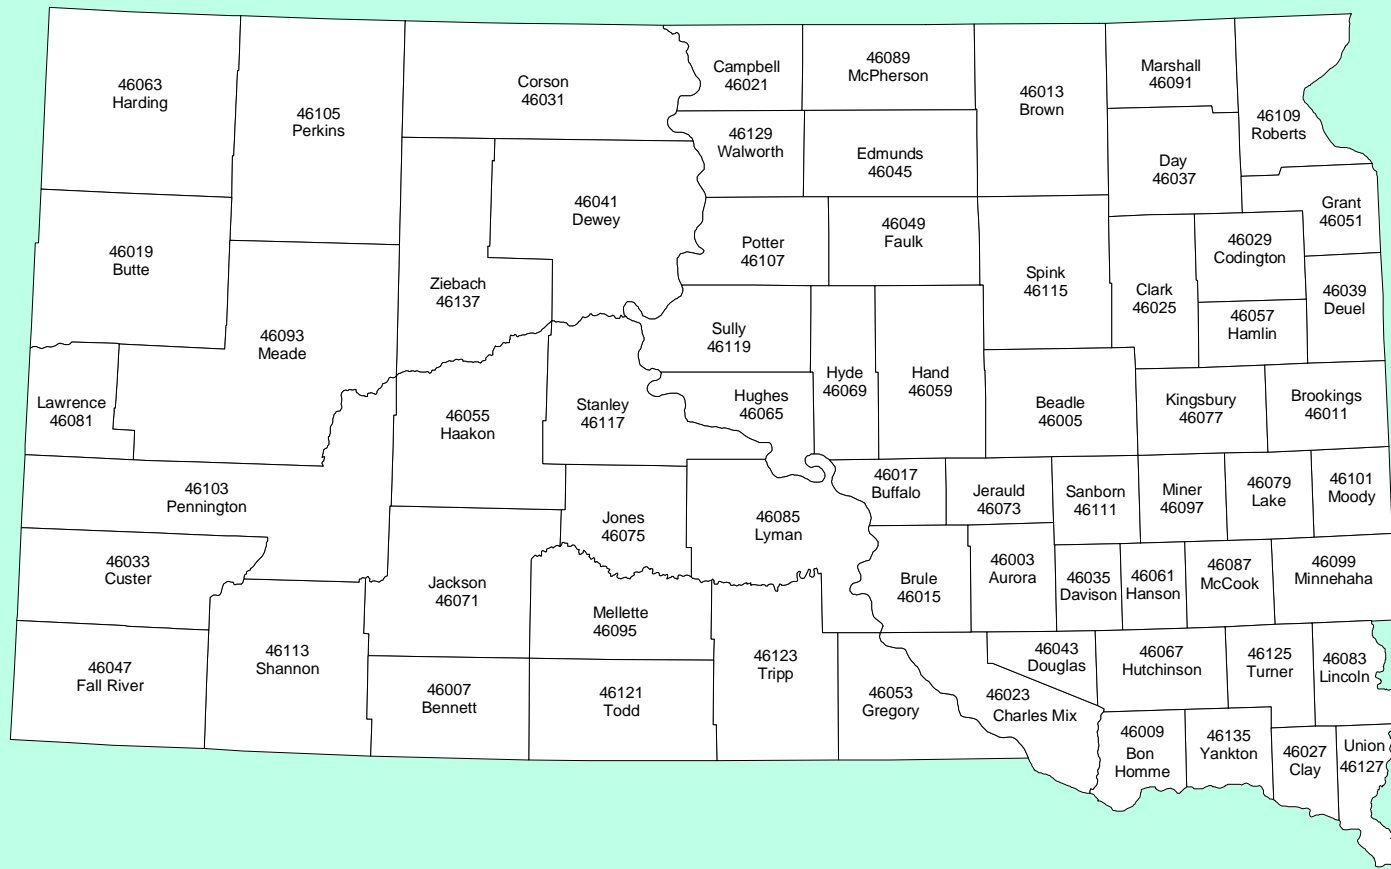 46063
Harding
46105
Perkins
Corson
46031
Campbell
46021
46089
McPherson
46013
Brown
Marshall
46091
46109
Roberts
46129
Walworth
Edmunds
46045
Day
46037
46041
Dewey
Grant
46051
46019
Butte
Ziebach
46137
Potter
46107
46049
Faulk
Spink
46115
Clark
46025
46029
Codington
46039
Deuel
46057
Hamlin
46093
Meade
Sully
46119
Hyde
46069
Hand
46059
Lawrence
46081
46055
Haakon
Stanley
46117
Hughes
46065
Beadle
46005
Kingsbury
46077
Brookings
46011
46103
Pennington
Jones
46075
46085
Lyman
46017
Buffalo
Jerauld
46073
Sanborn
46111
Miner
46097
46079
Lake
46101
Moody
46033
Custer
Jackson
46071
Mellette
46095
Brule
46015
46003
Aurora
46035
Davison
46061
Hanson
46087
McCook
46099
Minnehaha
46047
Fall River
46113
Shannon
46007
Bennett
46121
Todd
46123
Tripp
46053
Gregory
46023
Charles Mix
46043
Douglas
46067
Hutchinson
46125
Turner
46083
Lincoln
46009
Bon
Homme
46135
Yankton
46027
Clay
Union
46127